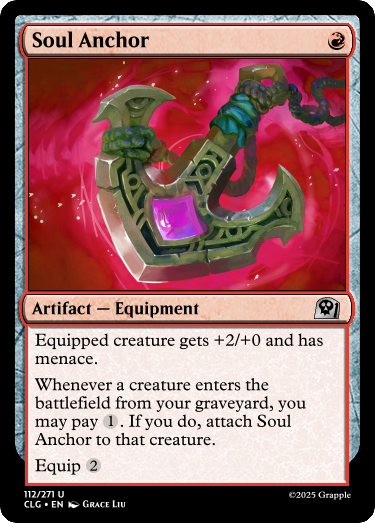 Soul Anchor
Artifact — Equipment
Equipped creature gets +2/+0 and has
menace.
Whenever a creature enters the
battlefield from your graveyard, you
may pay 1. If you do, attach Soul
Anchor to that creature.
Equip 2
112/271 U
CLG • EN Grace Liu
©2025 Grapple